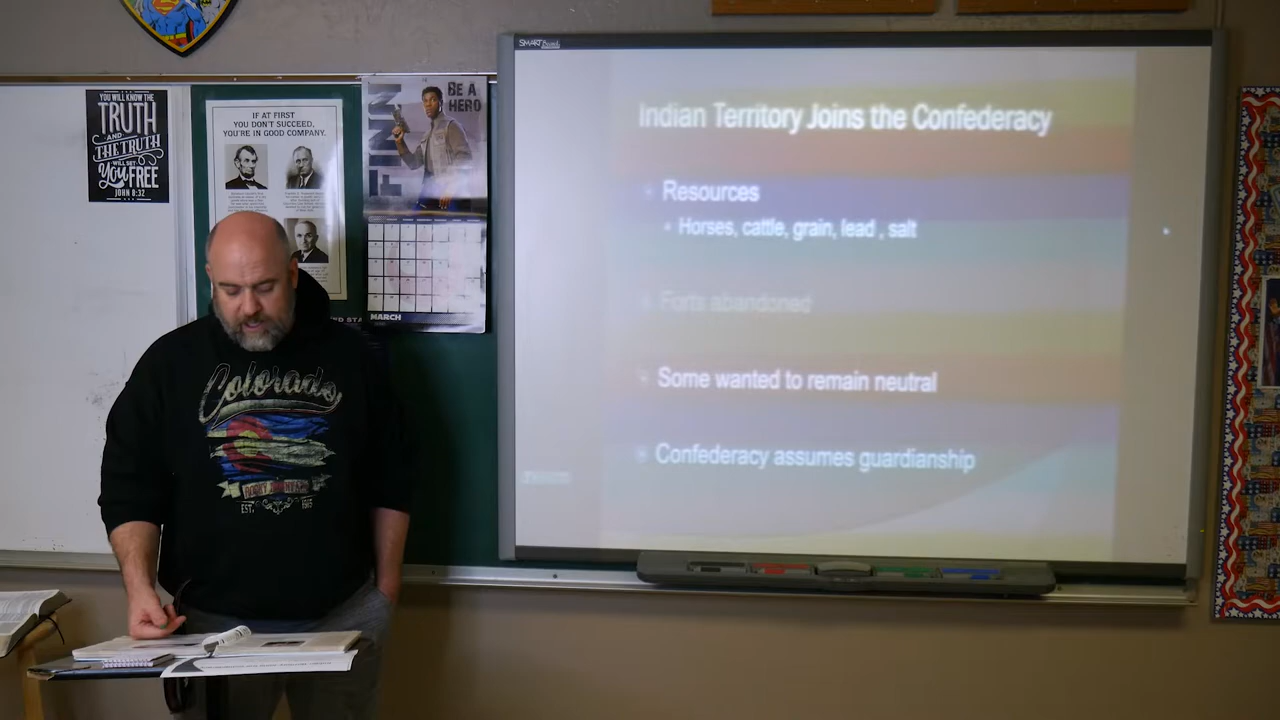 YOU WILL KNOW THE
TRUTH
AND
THE TRUTH
WILL SET
YOU FREE
JOHN 8:32
IF AT FIRST
YOU DON'T SUCCEED,
YOU'RE IN GOOD COMPANY.
FINN
BE A
HERO
MARCH
Colorado
EST.
SMART Board
Indian Territory Joins the Confederacy
Resources
Horses, cattle, grain, lead , salt
Forts abandoned
Some wanted to remain neutral
Confederacy assumes guardianship